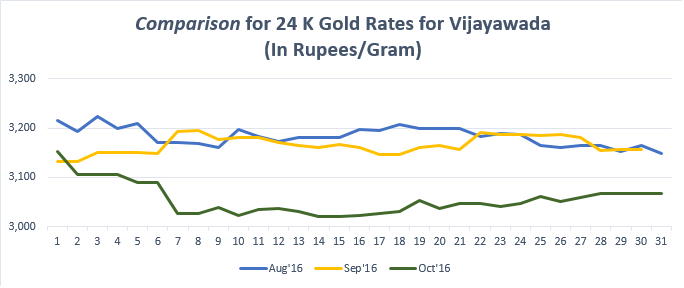 Comparison for 24 K Gold Rates for Vijayawada
(In Rupees/Gram)
3,300
3,200
3,100
3,000
1 2 3 4 5 6 7 8 9 10 11 12 13 14 15 16 17 18 19 20 21 22 23 24 25 26 27 28 29 30 31
Aug'16 Sep'16 Oct'16